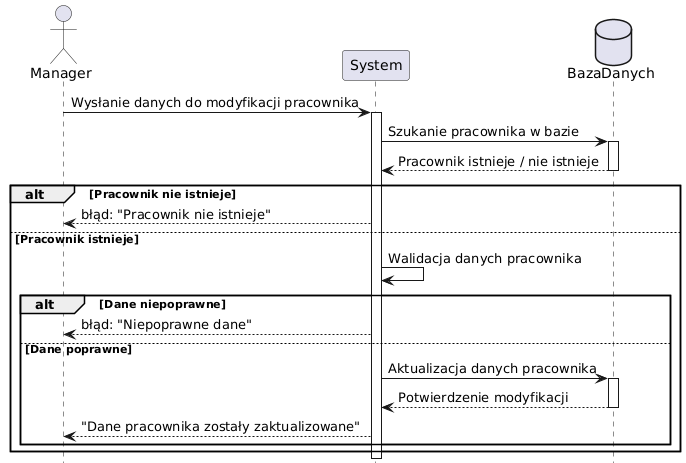 Manager
System
BazaDanych
Wysłanie danych do modyfikacji pracownika
Szukanie pracownika w bazie
Pracownik istnieje / nie istnieje
alt [Pracownik nie istnieje]
błąd: "Pracownik nie istnieje"
[Pracownik istnieje]
Walidacja danych pracownika
alt [Dane niepoprawne]
błąd: "Niepoprawne dane"
[Dane poprawne]
Aktualizacja danych pracownika
Potwierdzenie modyfikacji
"Dane pracownika zostały zaktualizowane"